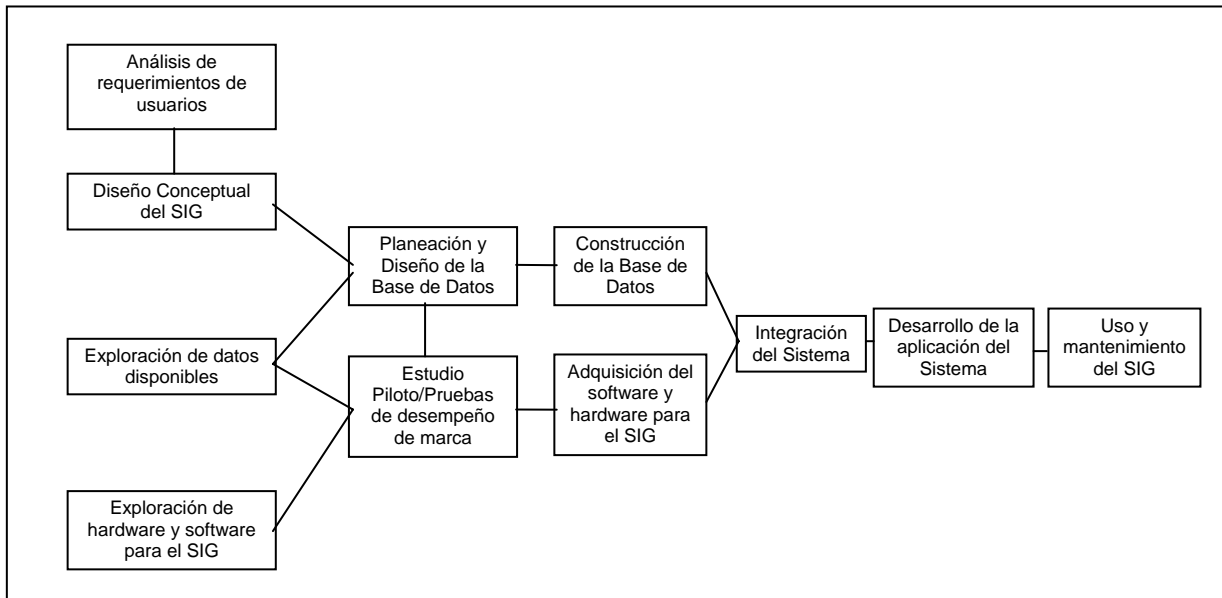 Análisis de
requerimientos de
usuarios
Diseño Conceptual
del SIG
Exploración de datos
disponibles
Exploración de
hardware y software
para el SIG
Planeación y
Diseño de la
Base de Datos
Estudio
Piloto/Pruebas
de desempeño
de marca
Construcción
de la Base de
Datos
Adquisición del
software y
hardware para
el SIG
Integración
del Sistema
Desarrollo de la
aplicación del
Sistema
Uso y
mantenimiento
del SIG